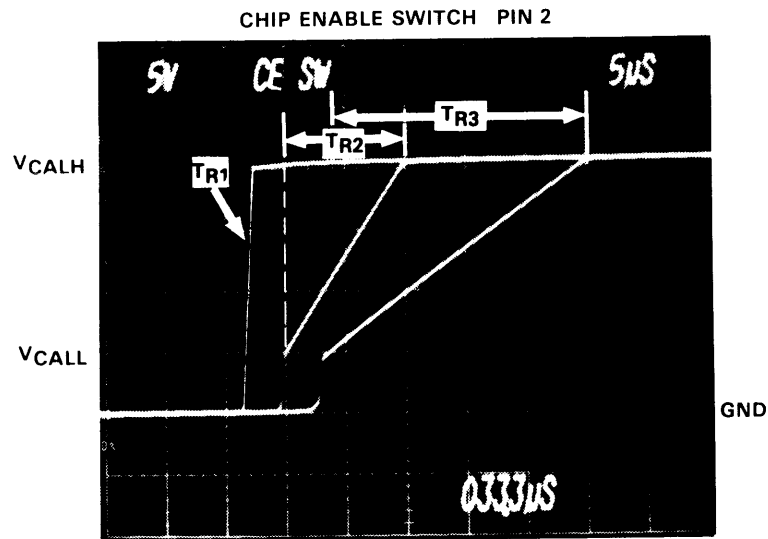 CHIP ENABLE SWITCH PIN 2
5V CE SW 5µS
TR3
TR2
VCALH
TR1
VCALL
GND
0.333µS